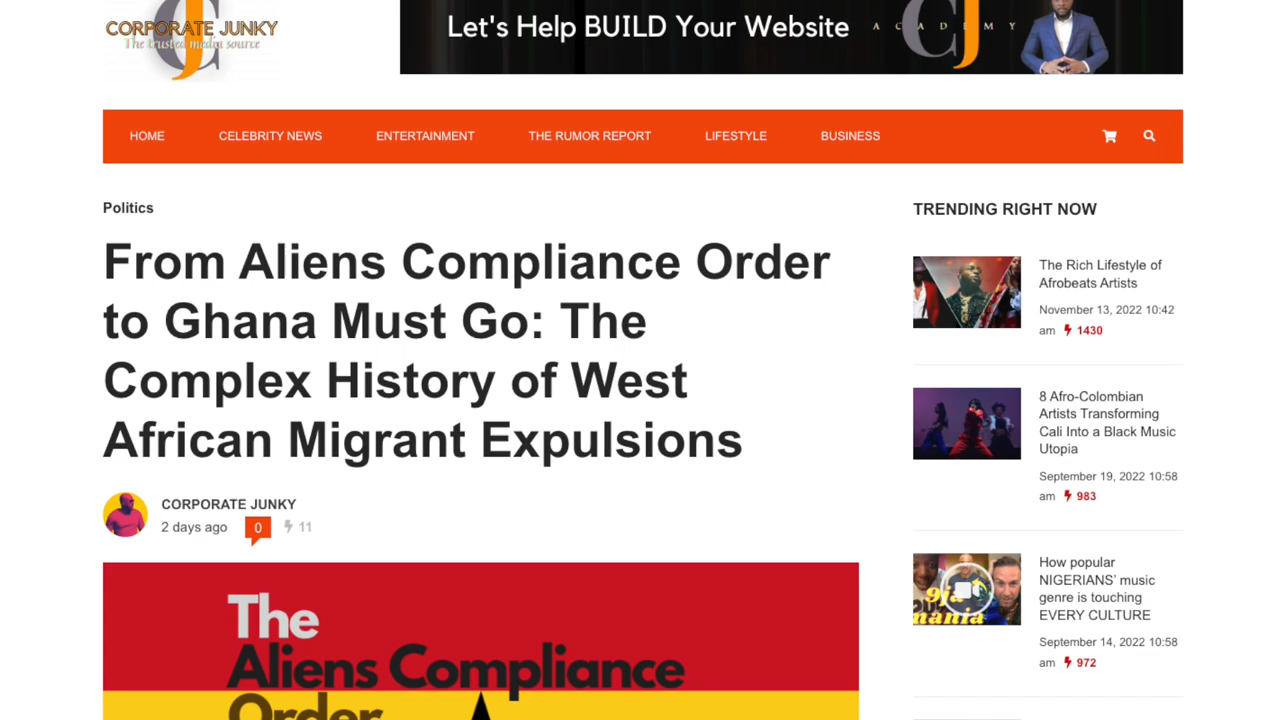 CORPORATE JUNKY
The trusted media source
CJ
Let's Help BUILD Your Website
ACADEMY
CJ
HOME
CELEBRITY NEWS
ENTERTAINMENT
THE RUMOR REPORT
LIFESTYLE
BUSINESS
Politics
From Aliens Compliance Order
to Ghana Must Go: The
Complex History of West
African Migrant Expulsions
CORPORATE JUNKY
2 days ago
0
11
The
Aliens Compliance
Order
TRENDING RIGHT NOW
The Rich Lifestyle of
Afrobeats Artists
November 13, 2022 10:42
am 1430
8 Afro-Colombian
Artists Transforming
Cali Into a Black Music
Utopia
September 19, 2022 10:58
am 983
9ja
mania
How popular
NIGERIANS’ music
genre is touching
EVERY CULTURE
September 14, 2022 10:58
am 972